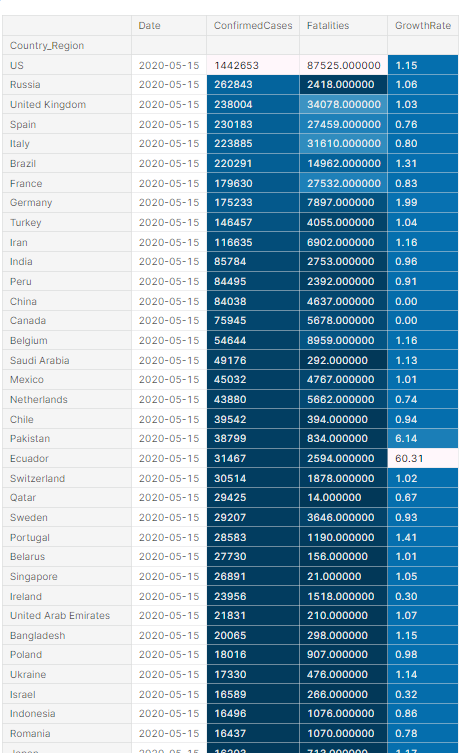 Date ConfirmedCases Fatalities GrowthRate
Country_Region
US 2020-05-15 1442653 87525.000000 1.15
Russia 2020-05-15 262843 2418.000000 1.06
United Kingdom 2020-05-15 238004 34078.000000 1.03
Spain 2020-05-15 230183 27459.000000 0.76
Italy 2020-05-15 223885 31610.000000 0.80
Brazil 2020-05-15 220291 14962.000000 1.31
France 2020-05-15 179630 27532.000000 0.83
Germany 2020-05-15 175233 7897.000000 1.99
Turkey 2020-05-15 146457 4055.000000 1.04
Iran 2020-05-15 116635 6902.000000 1.16
India 2020-05-15 85784 2753.000000 0.96
Peru 2020-05-15 84495 2392.000000 0.91
China 2020-05-15 84038 4637.000000 0.00
Canada 2020-05-15 75945 5678.000000 0.00
Belgium 2020-05-15 54644 8959.000000 1.16
Saudi Arabia 2020-05-15 49176 292.000000 1.13
Mexico 2020-05-15 45032 4767.000000 1.01
Netherlands 2020-05-15 43880 5662.000000 0.74
Chile 2020-05-15 39542 394.000000 0.94
Pakistan 2020-05-15 38799 834.000000 6.14
Ecuador 2020-05-15 31467 2594.000000 60.31
Switzerland 2020-05-15 30514 1878.000000 1.02
Qatar 2020-05-15 29425 14.000000 0.67
Sweden 2020-05-15 29207 3646.000000 0.93
Portugal 2020-05-15 28583 1190.000000 1.41
Belarus 2020-05-15 27730 156.000000 1.01
Singapore 2020-05-15 26891 21.000000 1.05
Ireland 2020-05-15 23956 1518.000000 0.30
United Arab Emirates 2020-05-15 21831 210.000000 1.07
Bangladesh 2020-05-15 20065 298.000000 1.15
Poland 2020-05-15 18016 907.000000 0.98
Ukraine 2020-05-15 17330 476.000000 1.14
Israel 2020-05-15 16589 266.000000 0.32
Indonesia 2020-05-15 16496 1076.000000 0.86
Romania 2020-05-15 16437 1070.000000 0.78